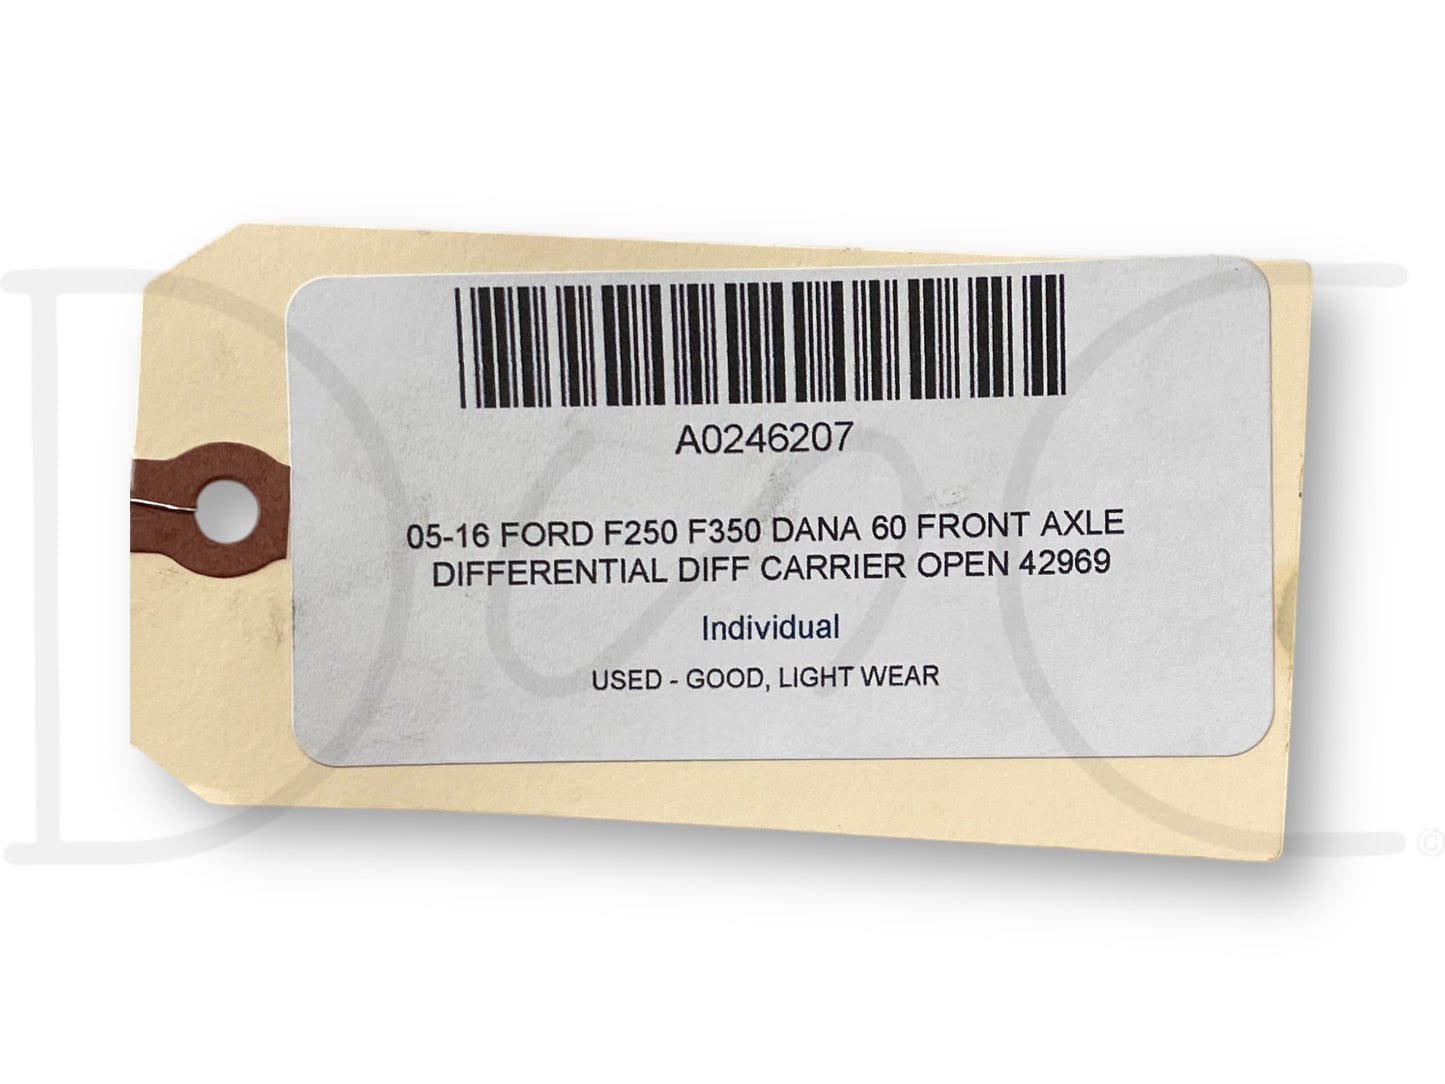 A0246207
05-16 FORD F250 F350 DANA 60 FRONT AXLE
DIFFERENTIAL DIFF CARRIER OPEN 42969
Individual
USED - GOOD, LIGHT WEAR
DnC
©